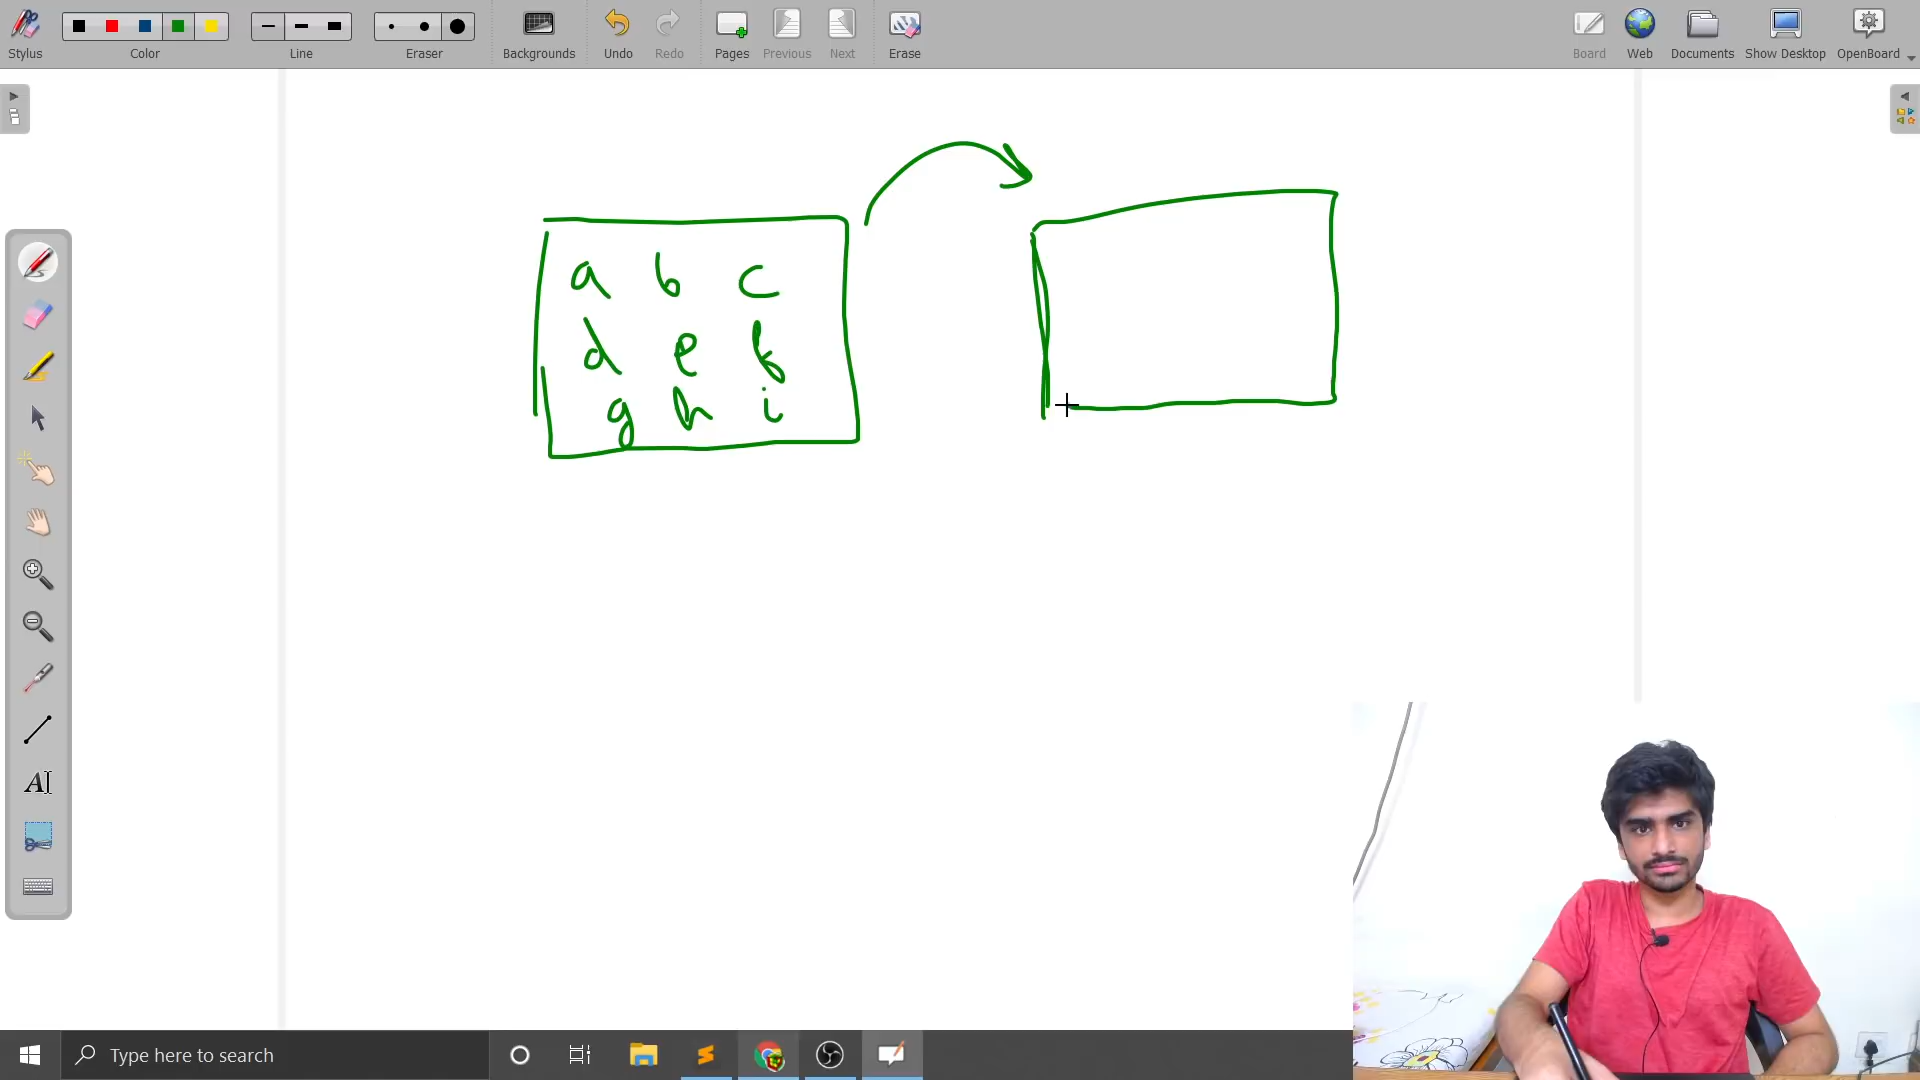 Stylus Color Line Eraser Backgrounds Undo Redo Pages Previous Next Erase Board Web Documents Show Desktop OpenBoard
a b c
d e f
g h i
AI
Type here to search